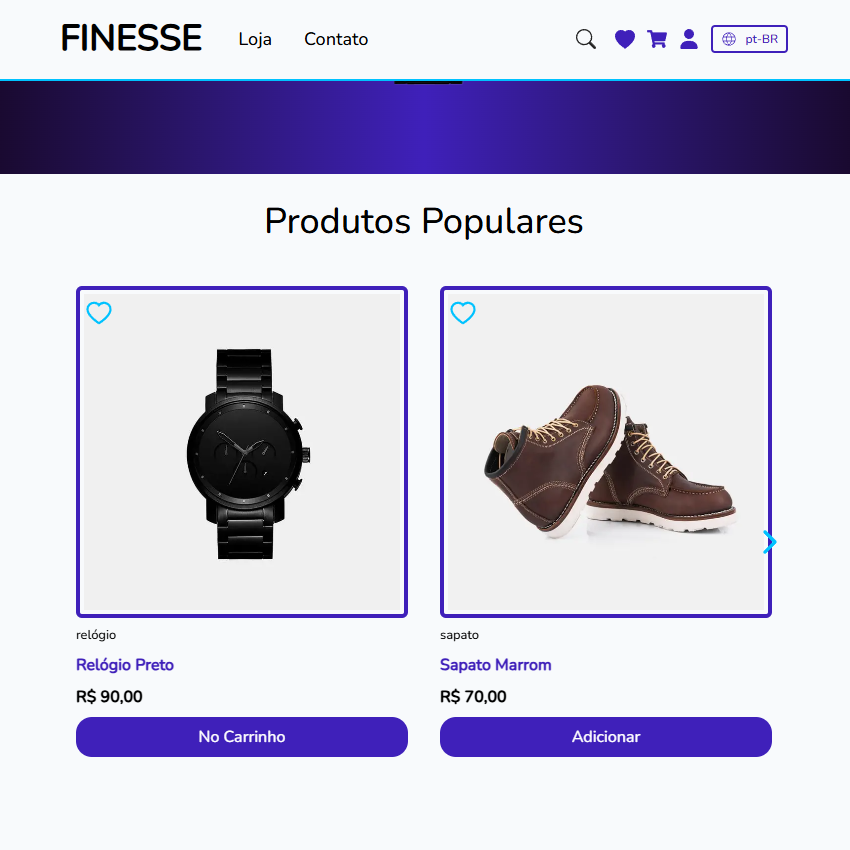 FINESSE
Loja
Contato
pt-BR
Produtos Populares
relógio
Relógio Preto
R$ 90,00
No Carrinho
sapato
Sapato Marrom
R$ 70,00
Adicionar